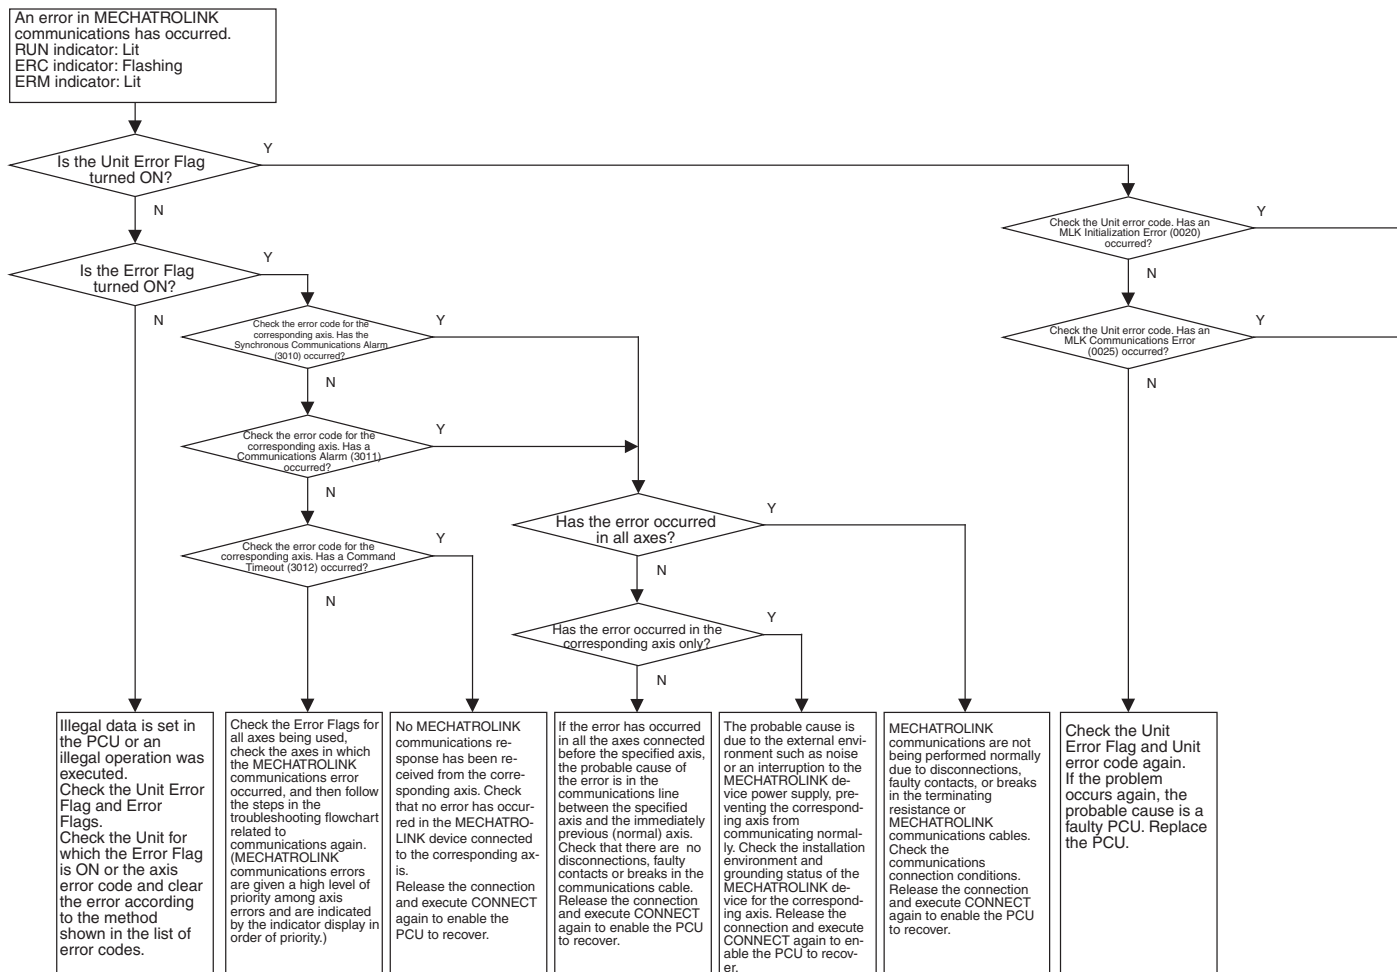 An error in MECHATROLINK
communications has occurred.
RUN indicator: Lit
ERC indicator: Flashing
ERM indicator: Lit
Is the Unit Error Flag
turned ON?
Y
N
Check the Unit error code. Has an
MLK Initialization Error (0020)
occurred?
Y
N
Is the Error Flag
turned ON?
Y
N
Check the error code for the
corresponding axis. Has the
Synchronous Communications Alarm
(3010) occurred?
Y
N
Check the Unit error code. Has an
MLK Communications Error
(0025) occurred?
Y
N
Check the error code for the
corresponding axis. Has a
Communications Alarm (3011)
occurred?
Y
N
Has the error occurred
in all axes?
Y
N
Check the error code for the
corresponding axis. Has a Command
Timeout (3012) occurred?
Y
N
Has the error occurred in the
corresponding axis only?
Y
N
Illegal data is set in
the PCU or an
illegal operation was
executed.
Check the Unit Error
Flag and Error
Flags.
Check the Unit for
which the Error Flag
is ON or the axis
error code and clear
the error according
to the method
shown in the list of
error codes.
Check the Error Flags for
all axes being used,
check the axes in which
the MECHATROLINK
communications error
occurred, and then follow
the steps in the
troubleshooting flowchart
related to
communications again.
(MECHATROLINK
communications errors
are given a high level of
priority among axis
errors and are indicated
by the indicator display in
order of priority.)
No MECHATROLINK
communications re-
sponse has been re-
ceived from the corre-
sponding axis. Check
that no error has occur-
red in the MECHATRO-
LINK device connected
to the corresponding ax-
is.
Release the connection
and execute CONNECT
again to enable the
PCU to recover.
If the error has occurred
in all the axes connected
before the specified axis,
the probable cause of
the error is in the
communications line
between the specified
axis and the immediately
previous (normal) axis.
Check that there are no
disconnections, faulty
contacts or breaks in the
communications cable.
Release the connection
and execute CONNECT
again to enable the PCU
to recover.
The probable cause is
due to the external envi-
ronment such as noise
or an interruption to the
MECHATROLINK de-
vice power supply, pre-
venting the correspond-
ing axis from
communicating normal-
ly. Check the installation
environment and
grounding status of the
MECHATROLINK de-
vice for the correspond-
ing axis. Release the
connection and execute
CONNECT again to en-
able the PCU to recov-
er.
MECHATROLINK
communications are not
being performed normally
due to disconnections,
faulty contacts, or breaks
in the terminating
resistance or
MECHATROLINK
communications cables.
Check the
communications
connection conditions.
Release the connection
and execute CONNECT
again to enable the PCU
to recover.
Check the Unit
Error Flag and Unit
error code again.
If the problem
occurs again, the
probable cause is a
faulty PCU. Replace
the PCU.